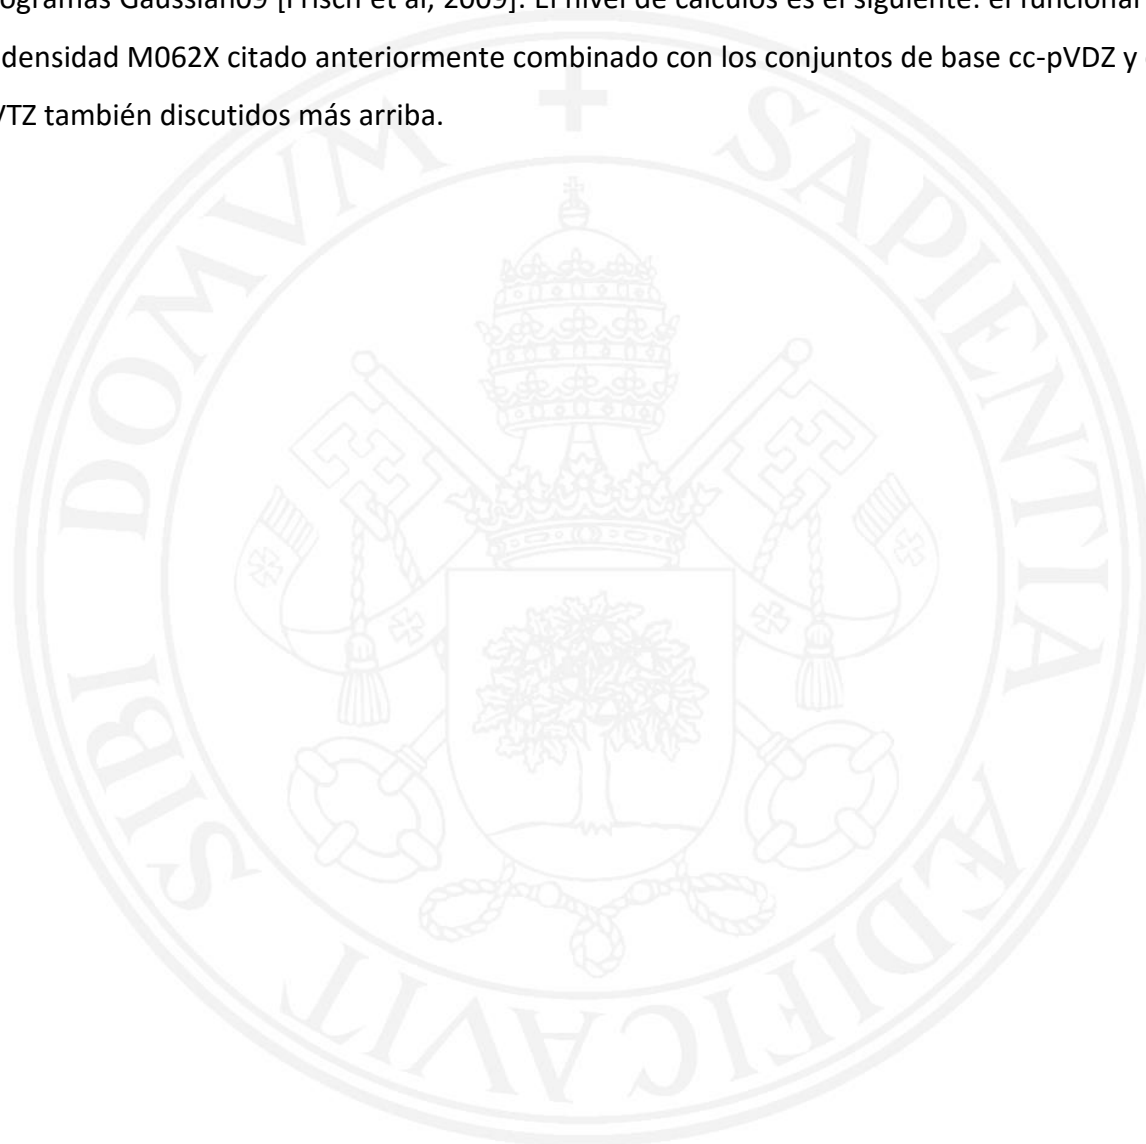 ogramas Gaussian09 [Frisch et al, 2009]. El nivel de cálculos es el siguiente: el funcional
densidad M062X citado anteriormente combinado con los conjuntos de base cc-pVDZ y
VTZ también discutidos más arriba.
SIBI DOMVM + SAPIENTIA ÆDIFICAVIT